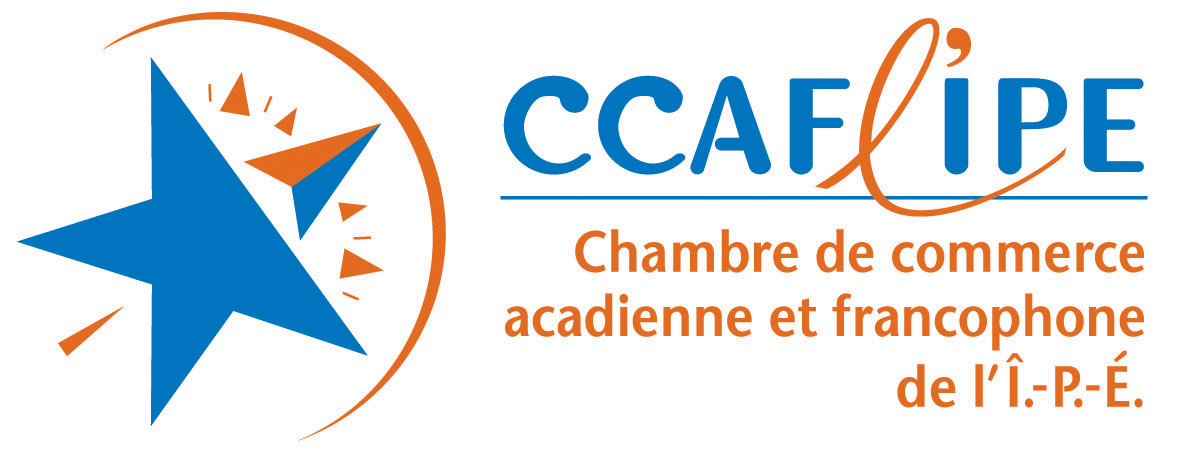 CCAFl'IPE
Chambre de commerce
acadienne et francophone
de l'Î.-P.-É.